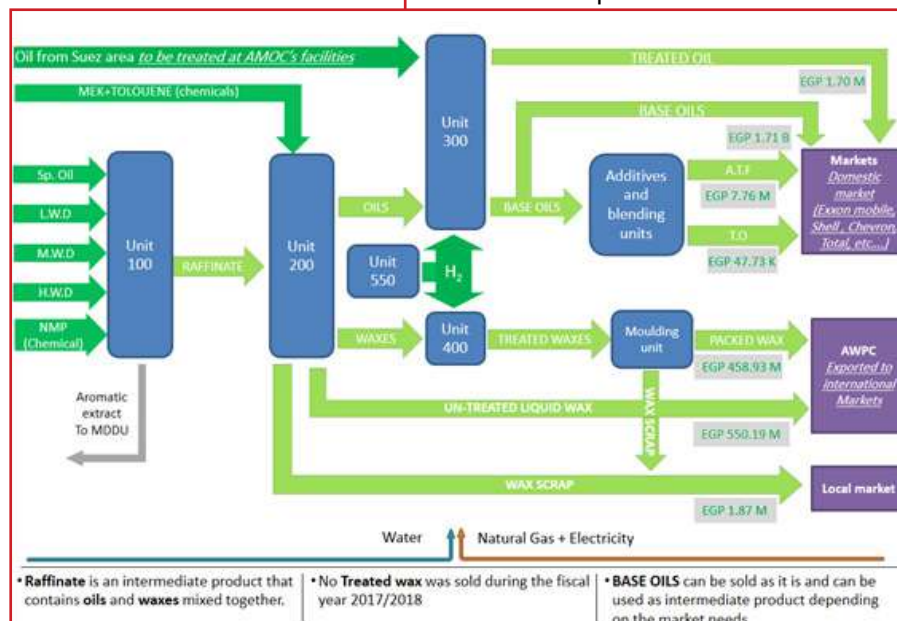 Oil from Suez area to be treated at AMOC's facilities
MEK+TOLOUENE (chemicals)
Sp. Oil
L.W.D
M.W.D
H.W.D
NMP
(Chemical)
Unit
100
RAFFINATE
Unit
200
Aromatic
extract
To MDDU
OILS
WAXES
Unit
300
Unit
550
H2
Unit
400
TREATED OIL
EGP 1.70 M
BASE OILS
EGP 1.71 B
BASE OILS
Additives
and
blending
units
A.T.F
EGP 7.76 M
T.O
EGP 47.73 K
Markets
Domestic
market
(Exxon mobile,
Shell , Chevron,
Total, etc....)
TREATED WAXES
Moulding
unit
PACKED WAX
EGP 458.93 M
WAX SCRAP
UN-TREATED LIQUID WAX
EGP 550.19 M
AWPC
Exported to
International
Markets
WAX SCRAP
EGP 1.87 M
Local market
Water
Natural Gas + Electricity
• Raffinate is an intermediate product that
contains oils and waxes mixed together.
• No Treated wax was sold during the fiscal
year 2017/2018
• BASE OILS can be sold as it is and can be
used as intermediate product depending
on the market needs